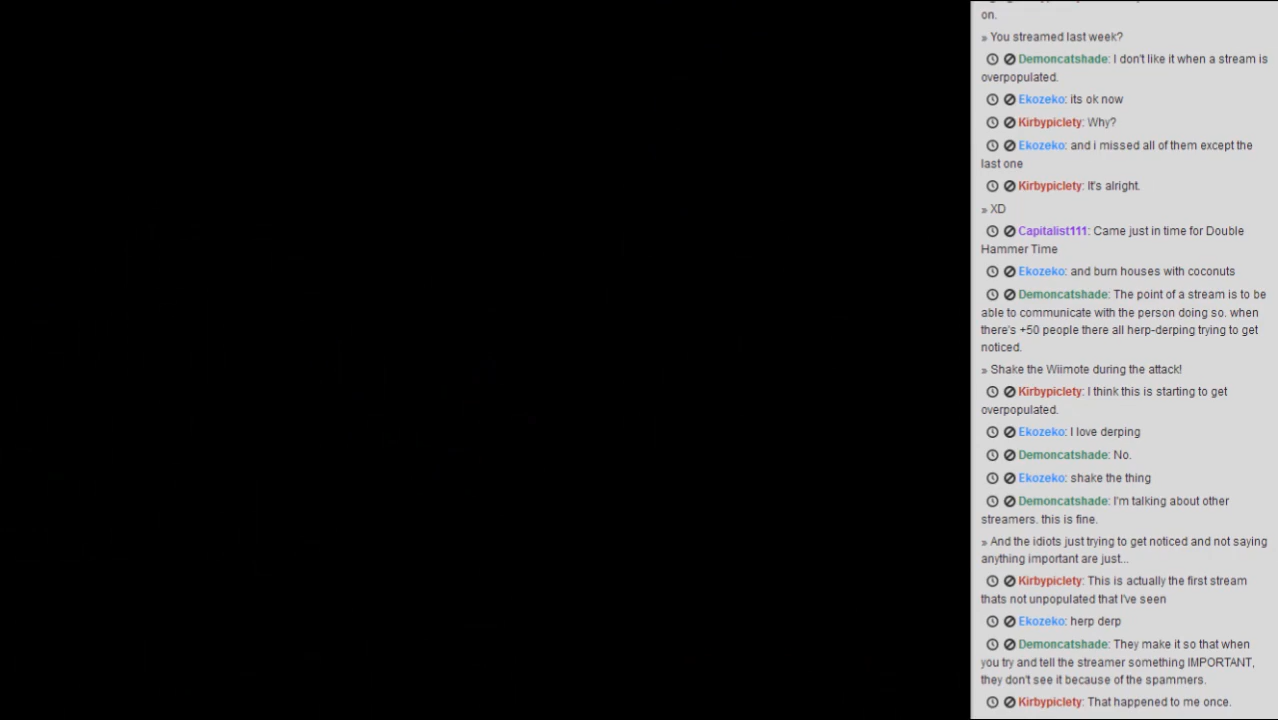 on.
» You streamed last week?
Demoncatshade: I don't like it when a stream is
overpopulated.
Ekozeko: its ok now
Kirbypiclety: Why?
Ekozeko: and i missed all of them except the
last one
Kirbypiclety: It's alright.
» XD
Capitalist111: Came just in time for Double
Hammer Time
Ekozeko: and burn houses with coconuts
Demoncatshade: The point of a stream is to be
able to communicate with the person doing so. when
there's +50 people there all herp-derping trying to get
noticed.
» Shake the Wiimote during the attack!
Kirbypiclety: I think this is starting to get
overpopulated.
Ekozeko: I love derping
Demoncatshade: No.
Ekozeko: shake the thing
Demoncatshade: I'm talking about other
streamers. this is fine.
» And the idiots just trying to get noticed and not saying
anything important are just...
Kirbypiclety: This is actually the first stream
thats not unpopulated that I've seen
Ekozeko: herp derp
Demoncatshade: They make it so that when
you try and tell the streamer something IMPORTANT,
they don't see it because of the spammers.
Kirbypiclety: That happened to me once.